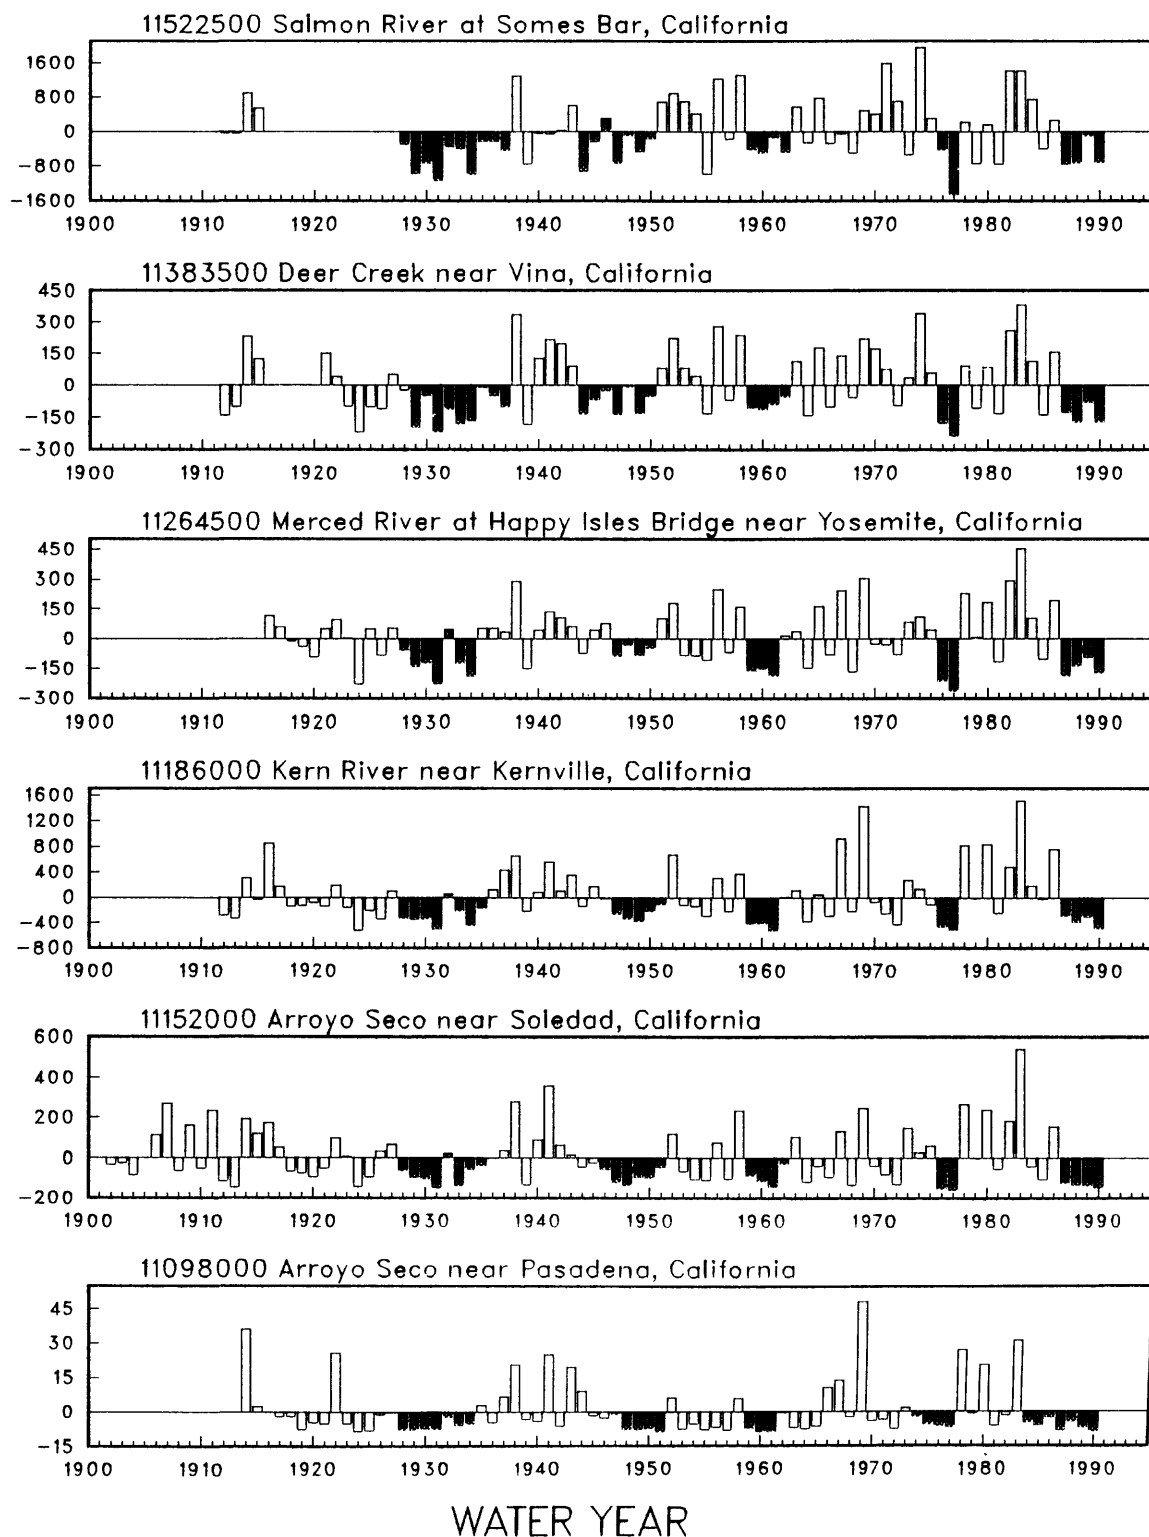 11522500 Salmon River at Somes Bar, California
1600
800
0
-800
-1600
1900 1910 1920 1930 1940 1950 1960 1970 1980 1990
11383500 Deer Creek near Vina, California
450
300
150
0
-150
-300
1900 1910 1920 1930 1940 1950 1960 1970 1980 1990
11264500 Merced River at Happy Isles Bridge near Yosemite, California
450
300
150
0
-150
-300
1900 1910 1920 1930 1940 1950 1960 1970 1980 1990
11186000 Kern River near Kernville, California
1600
1200
800
400
0
-400
-800
1900 1910 1920 1930 1940 1950 1960 1970 1980 1990
11152000 Arroyo Seco near Soledad, California
600
400
200
0
-200
1900 1910 1920 1930 1940 1950 1960 1970 1980 1990
11098000 Arroyo Seco near Pasadena, California
45
30
15
0
-15
1900 1910 1920 1930 1940 1950 1960 1970 1980 1990
WATER YEAR